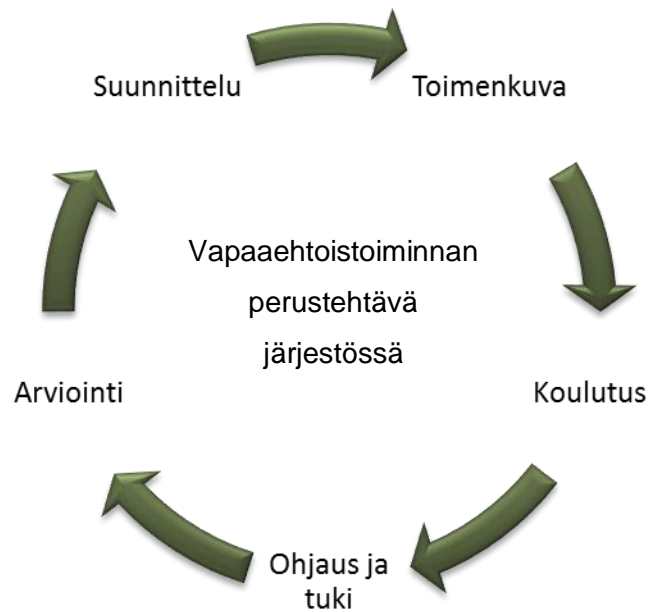 Suunnittelu
Toimenkuva
Vapaaehtoistoiminnan
perustehtävä
järjestössä
Arviointi
Koulutus
Ohjaus ja
tuki